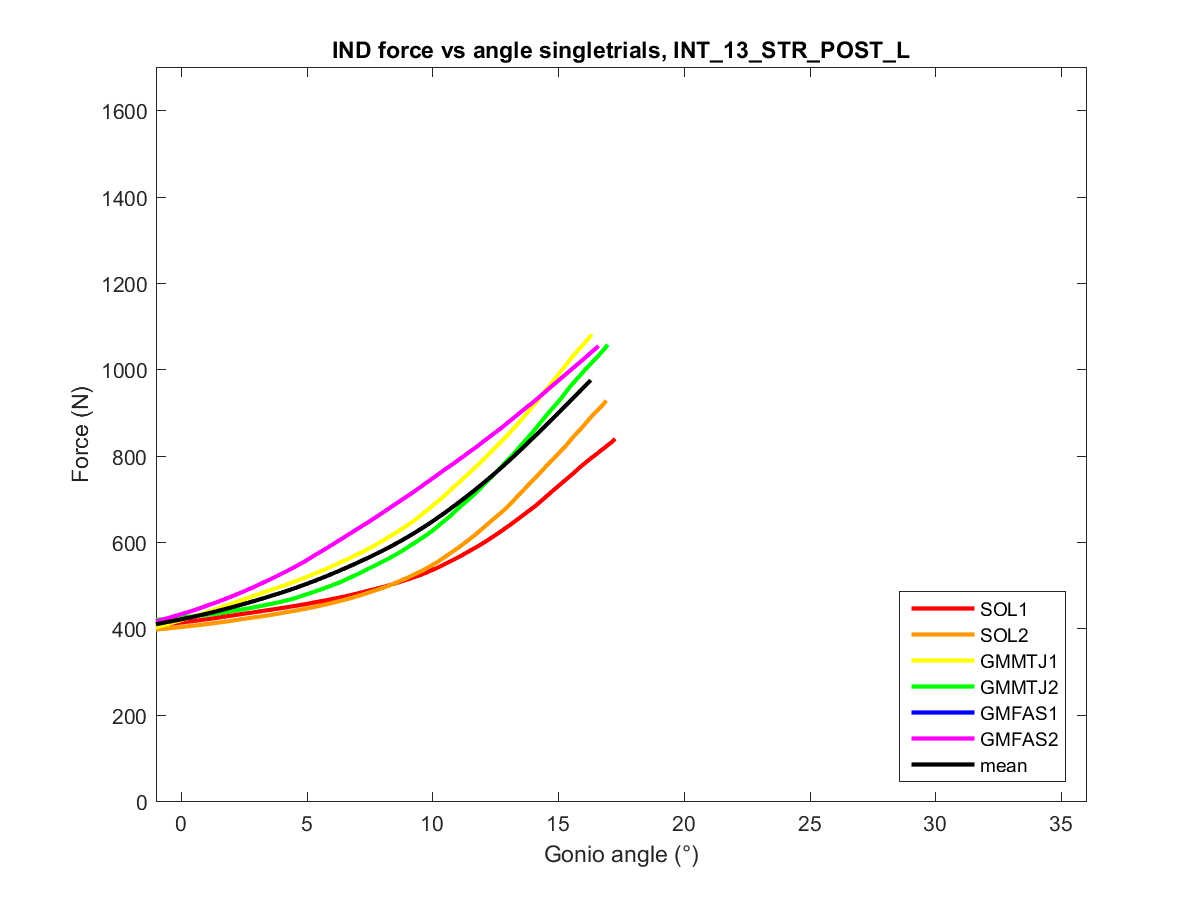 IND force vs angle singletrials, INT_13_STR_POST_L
1600
1400
1200
1000
800
600
400
200
0
Force (N)
0 5 10 15 20 25 30 35
Gonio angle (°)
SOL1
SOL2
GMMTJ1
GMMTJ2
GMFAS1
GMFAS2
mean